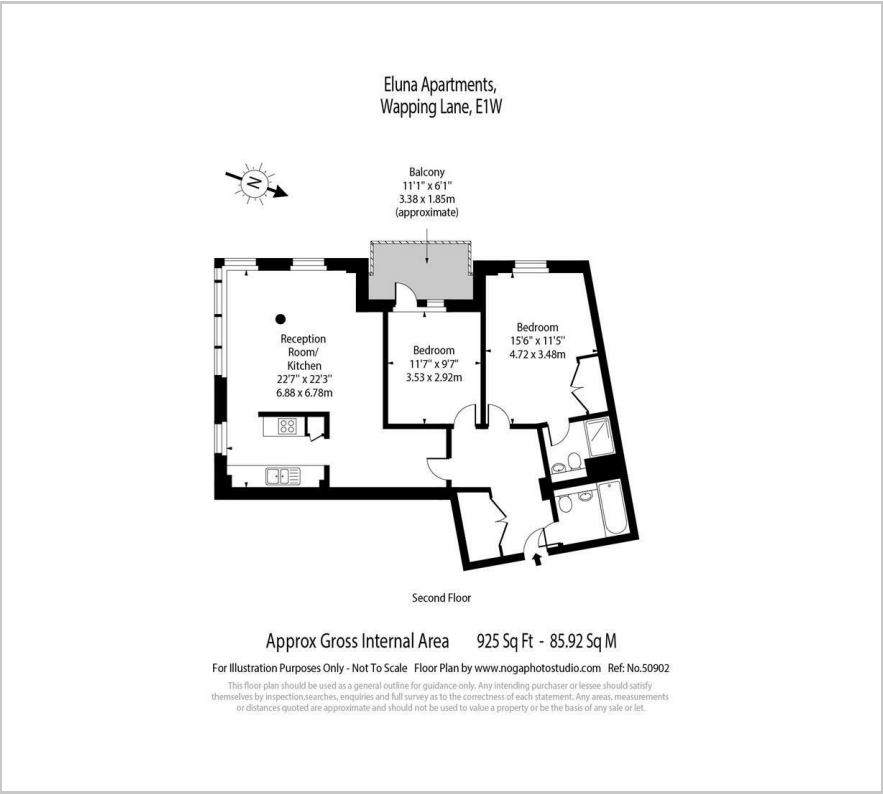 Eluna Apartments,
Wapping Lane, E1W
N
Balcony
11'1" x 6'1"
3.38 x 1.85m
(approximate)
Reception
Room/
Kitchen
22'7" x 22'3"
6.88 x 6.78m
Bedroom
11'7" x 9'7"
3.53 x 2.92m
Bedroom
15'6" x 11'5"
4.72 x 3.48m
Second Floor
Approx Gross Internal Area 925 Sq Ft - 85.92 Sq M
For Illustration Purposes Only - Not To Scale Floor Plan by www.nogaphotostudio.com Ref: No.50902
This floor plan should be used as a general outline for guidance only. Any intending purchaser or lessee should satisfy
themselves by inspection,searches, enquiries and full survey as to the correctness of each statement. Any areas, measurements
or distances quoted are approximate and should not be used to value a property or be the basis of any sale or let.